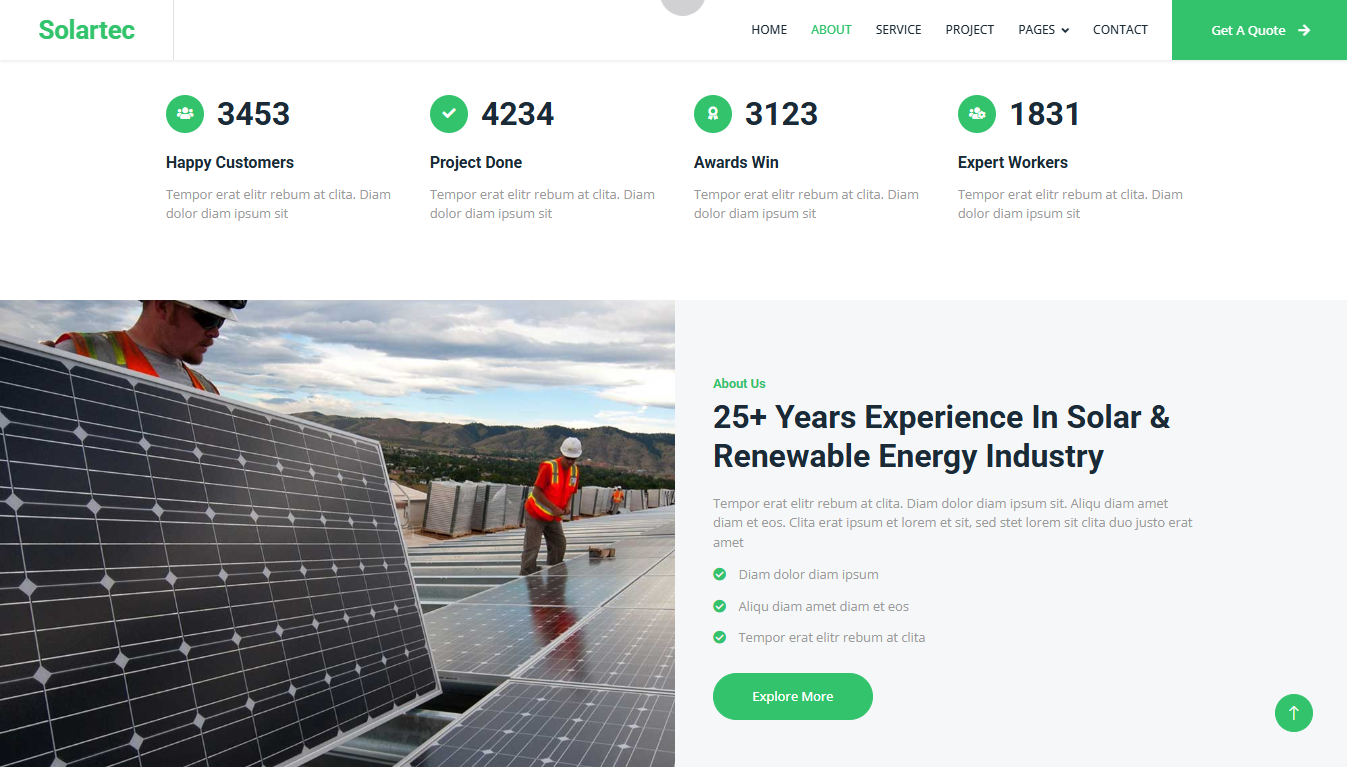 Solartec
HOME ABOUT SERVICE PROJECT PAGES CONTACT
Get A Quote
3453
Happy Customers
Tempor erat elitr rebum at clita. Diam
dolor diam ipsum sit
4234
Project Done
Tempor erat elitr rebum at clita. Diam
dolor diam ipsum sit
3123
Awards Win
Tempor erat elitr rebum at clita. Diam
dolor diam ipsum sit
1831
Expert Workers
Tempor erat elitr rebum at clita. Diam
dolor diam ipsum sit
About Us
25+ Years Experience In Solar &
Renewable Energy Industry
Tempor erat elitr rebum at clita. Diam dolor diam ipsum sit. Aliqu diam amet
diam et eos. Clita erat ipsum et lorem et sit, sed stet lorem sit clita duo justo erat
amet
Diam dolor diam ipsum
Aliqu diam amet diam et eos
Tempor erat elitr rebum at clita
Explore More